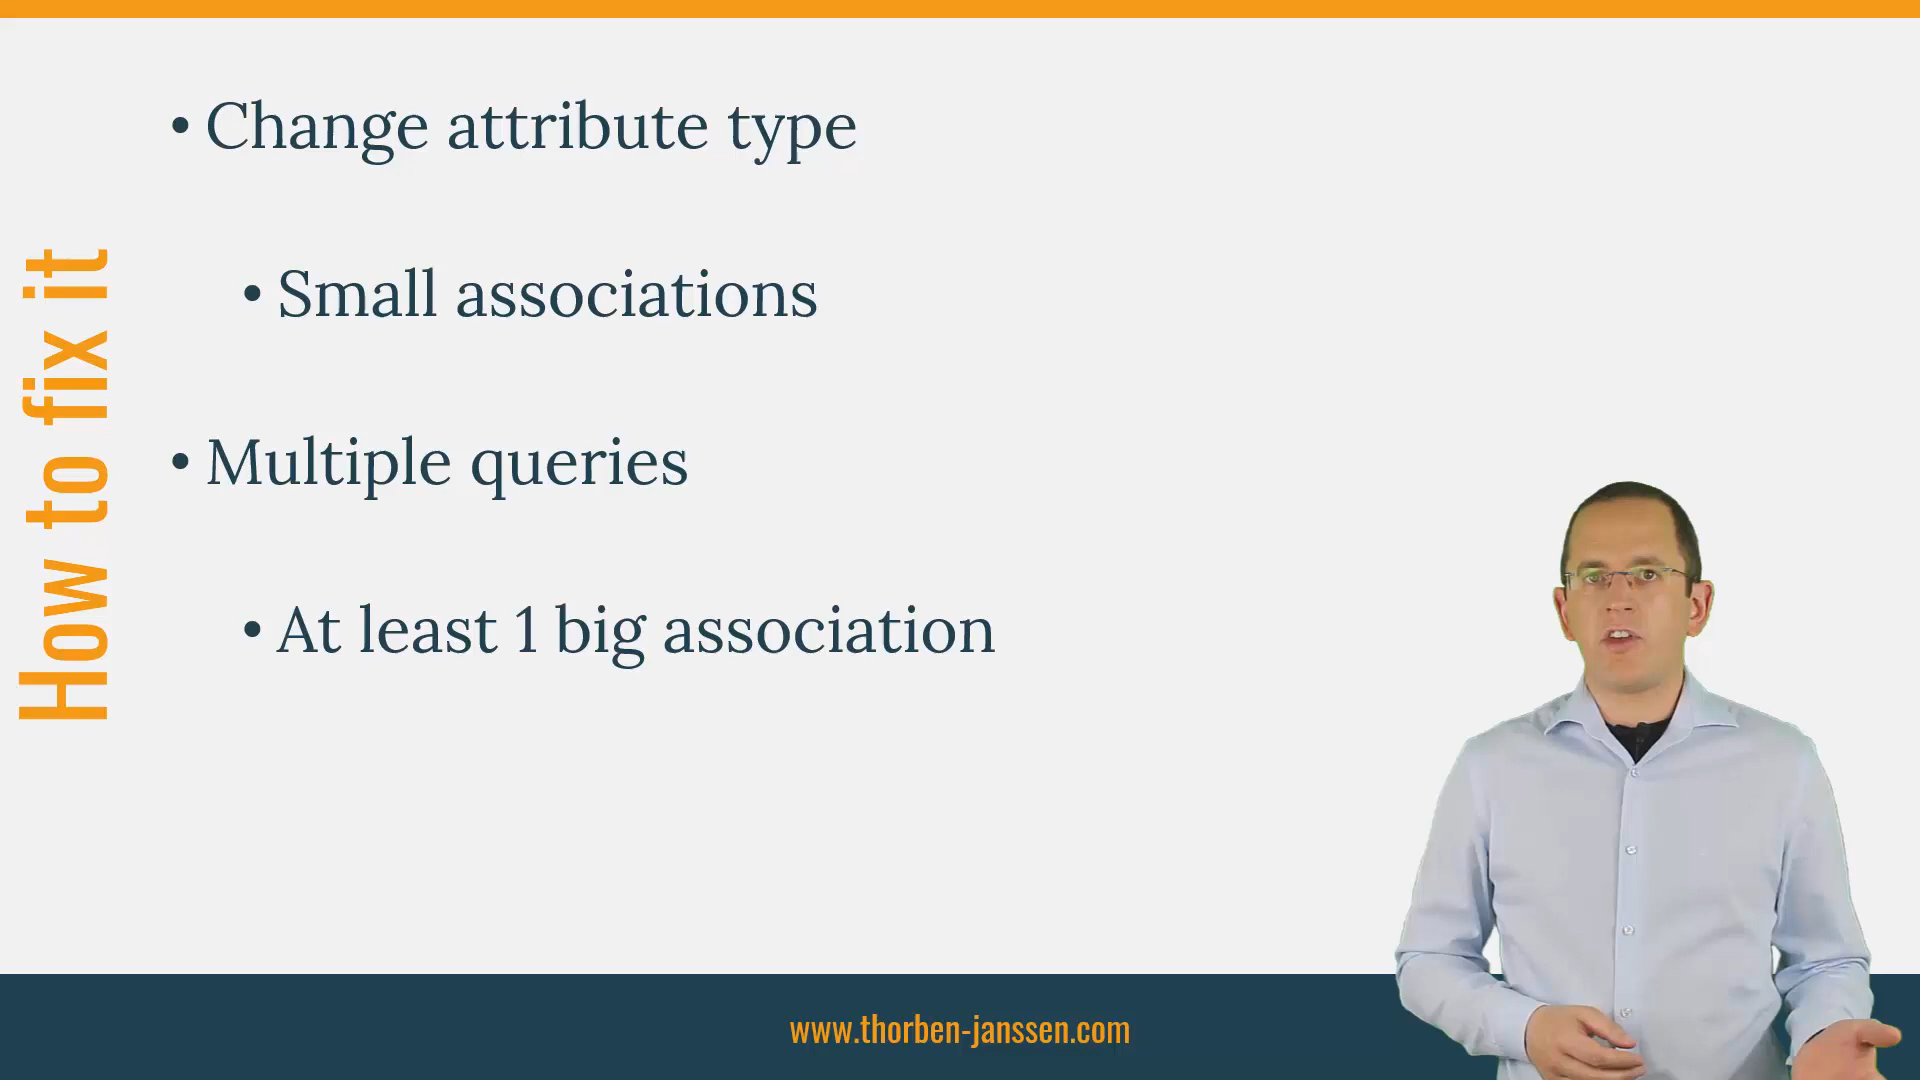 How to fix it
• Change attribute type
• Small associations
• Multiple queries
• At least 1 big association
www.thorben-janssen.com